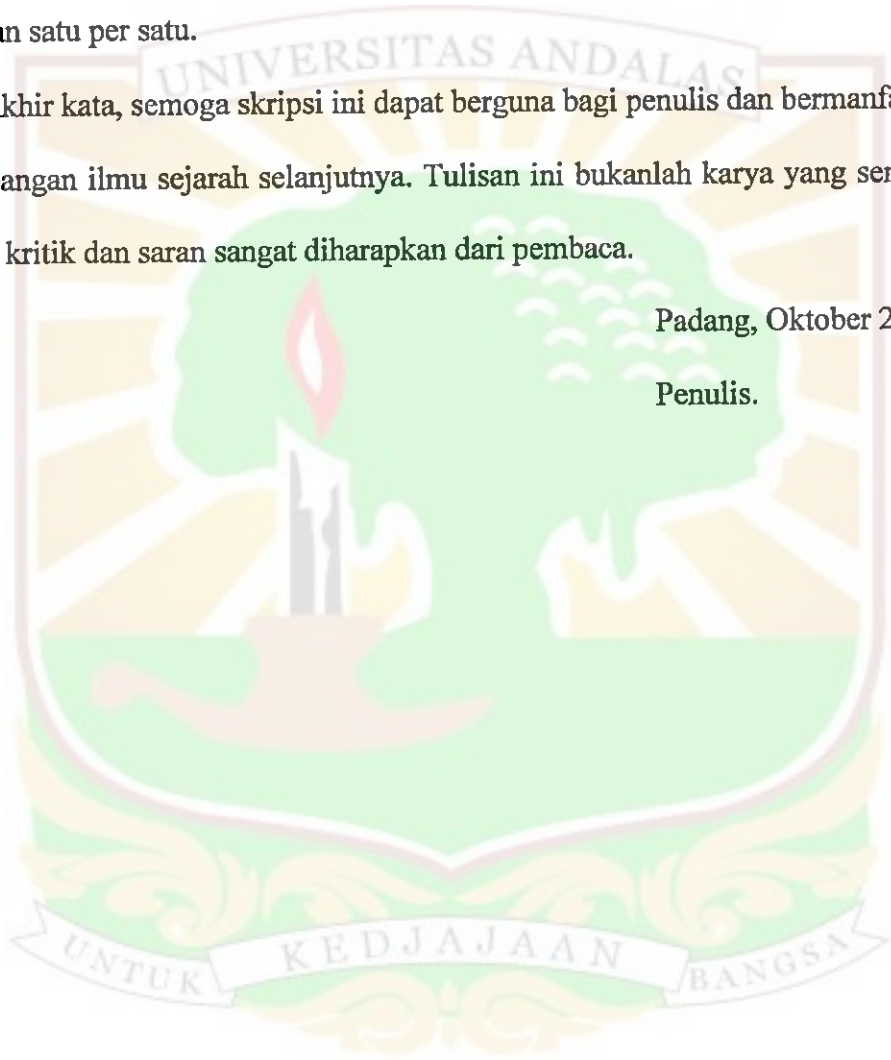 n satu per satu.
UNIVERSITAS ANDALAS
khir kata, semoga skripsi ini dapat berguna bagi penulis dan bermanf
angan ilmu sejarah selanjutnya. Tulisan ini bukanlah karya yang ser
kritik dan saran sangat diharapkan dari pembaca.
Padang, Oktober 2
Penulis.
UNTUK KEDJAJAAN BANGSA